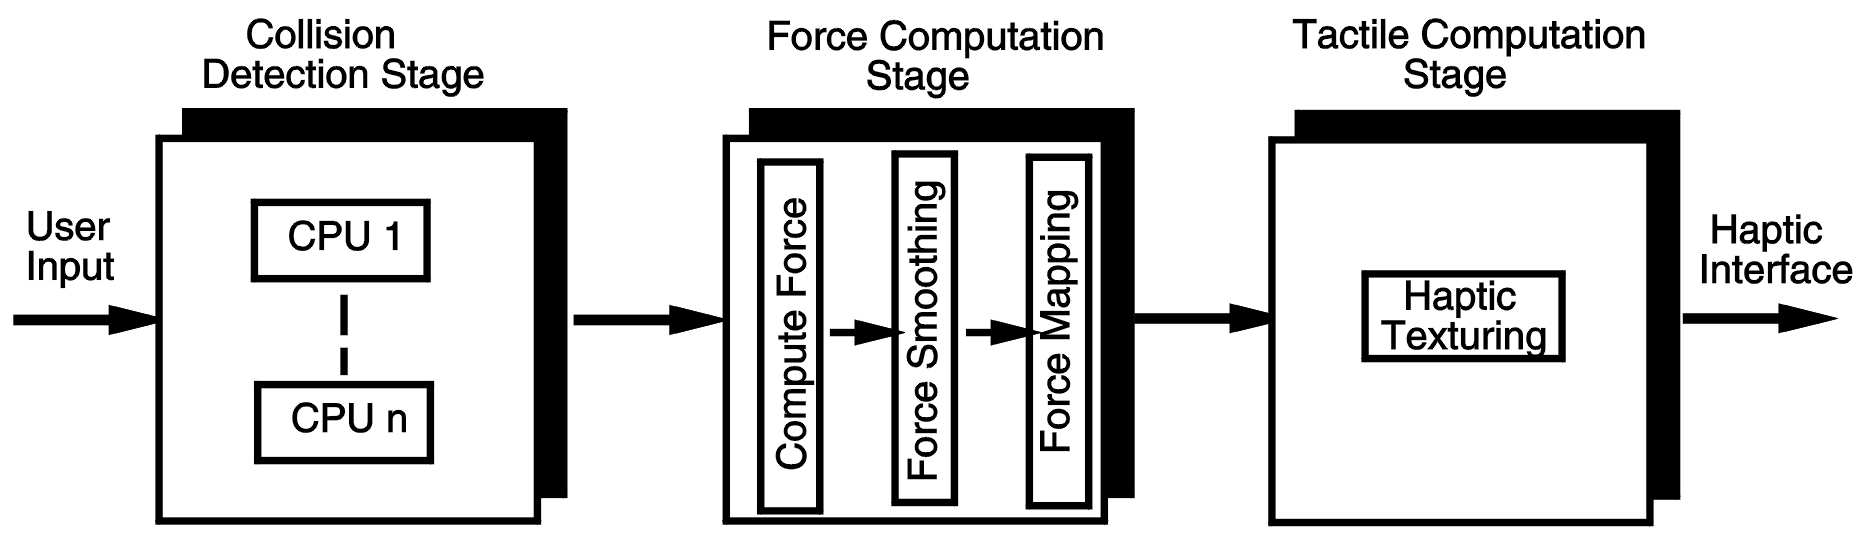 Collision
Detection Stage
Force Computation
Stage
Tactile Computation
Stage
User
Input
CPU 1
CPU n
Compute Force
Force Smoothing
Force Mapping
Haptic
Texturing
Haptic
Interface